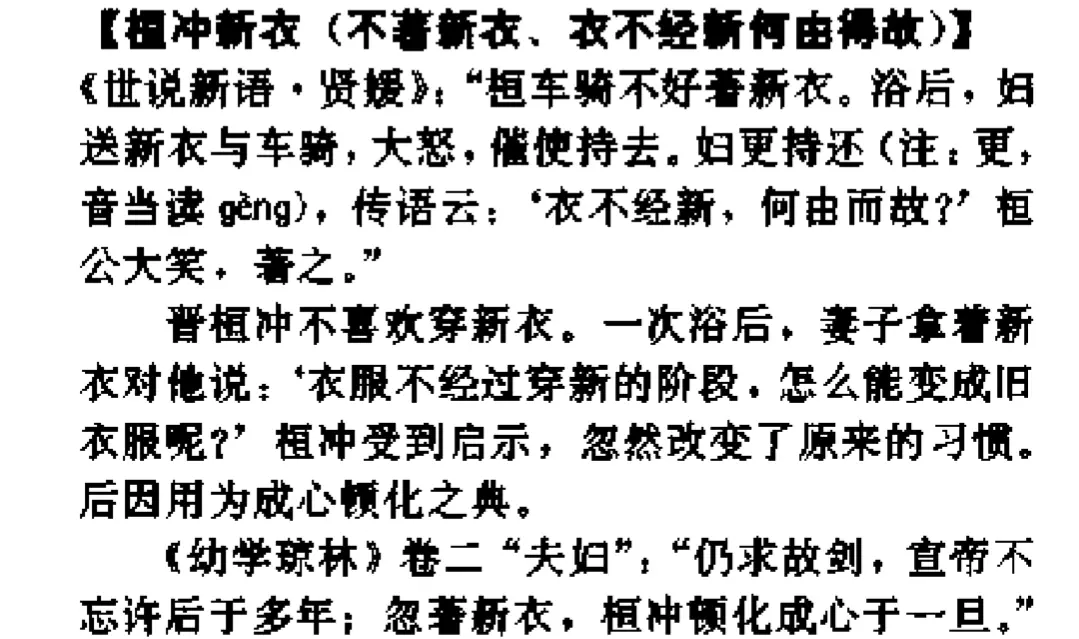 【桓冲新衣（不著新衣、衣不经新何由得故）】
《世说新语·贤媛》：“桓车骑不好著新衣。浴后，妇
送新衣与车骑，大怒，催使持去。妇更持还（注：更，
音当读gèng），传语云：‘衣不经新，何由而故？’桓
公大笑，著之。”
晋桓冲不喜欢穿新衣。一次浴后，妻子拿着新
衣对他说：‘衣服不经过穿新的阶段，怎么能变成旧
衣服呢？’桓冲受到启示，忽然改变了原来的习惯。
后因用为成心顿化之典。
《幼学琼林》卷二“夫妇”：“仍求故剑，宣帝不
忘许后于多年；忽著新衣，桓冲顿化成心于一旦。”